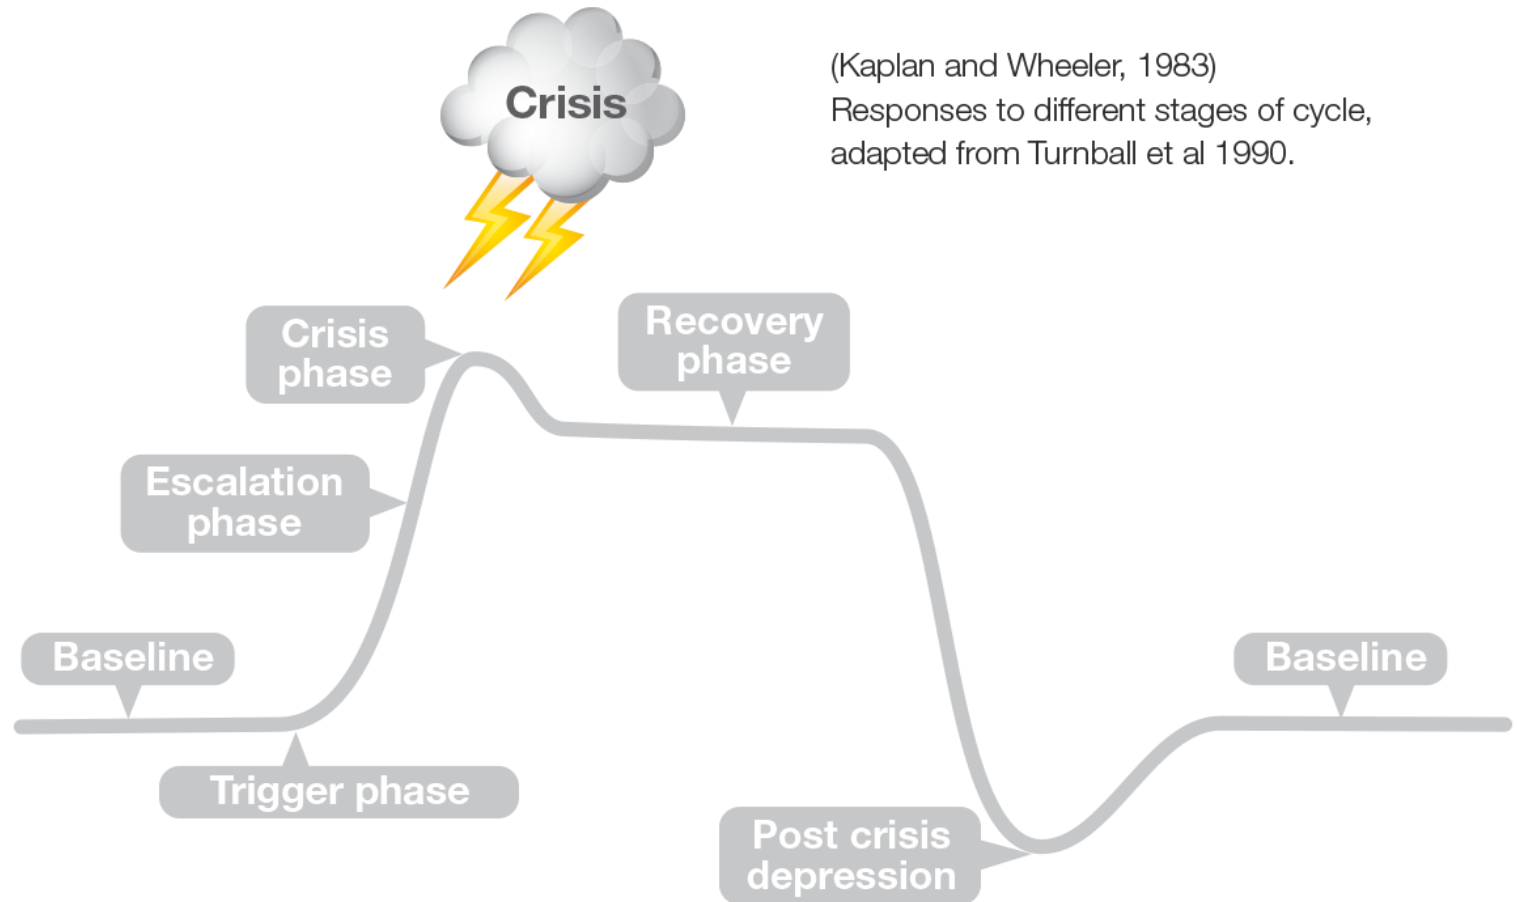 Crisis
(Kaplan and Wheeler, 1983)
Responses to different stages of cycle,
adapted from Turnball et al 1990.
Crisis
phase
Recovery
phase
Escalation
phase
Baseline
Baseline
Trigger phase
Post crisis
depression